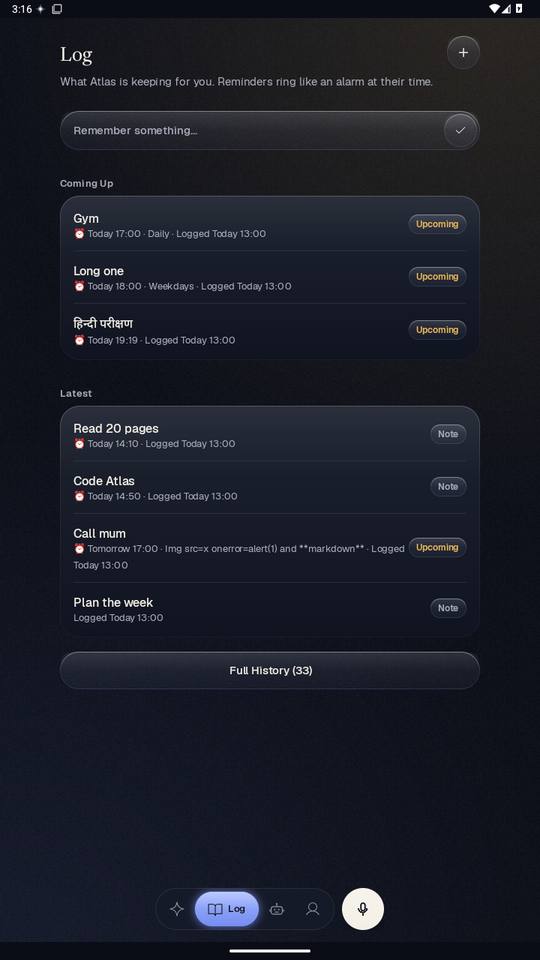 3:16
Log
What Atlas is keeping for you. Reminders ring like an alarm at their time.
Remember something...
Coming Up
Gym
⏰ Today 17:00 · Daily · Logged Today 13:00
Upcoming
Long one
⏰ Today 18:00 · Weekdays · Logged Today 13:00
Upcoming
हिन्दी परीक्षण
⏰ Today 19:19 · Logged Today 13:00
Upcoming
Latest
Read 20 pages
⏰ Today 14:10 · Logged Today 13:00
Note
Code Atlas
⏰ Today 14:50 · Logged Today 13:00
Note
Call mum
⏰ Tomorrow 17:00 · Img src=x onerror=alert(1) and **markdown** · Logged
Today 13:00
Upcoming
Plan the week
Logged Today 13:00
Note
Full History (33)
Log